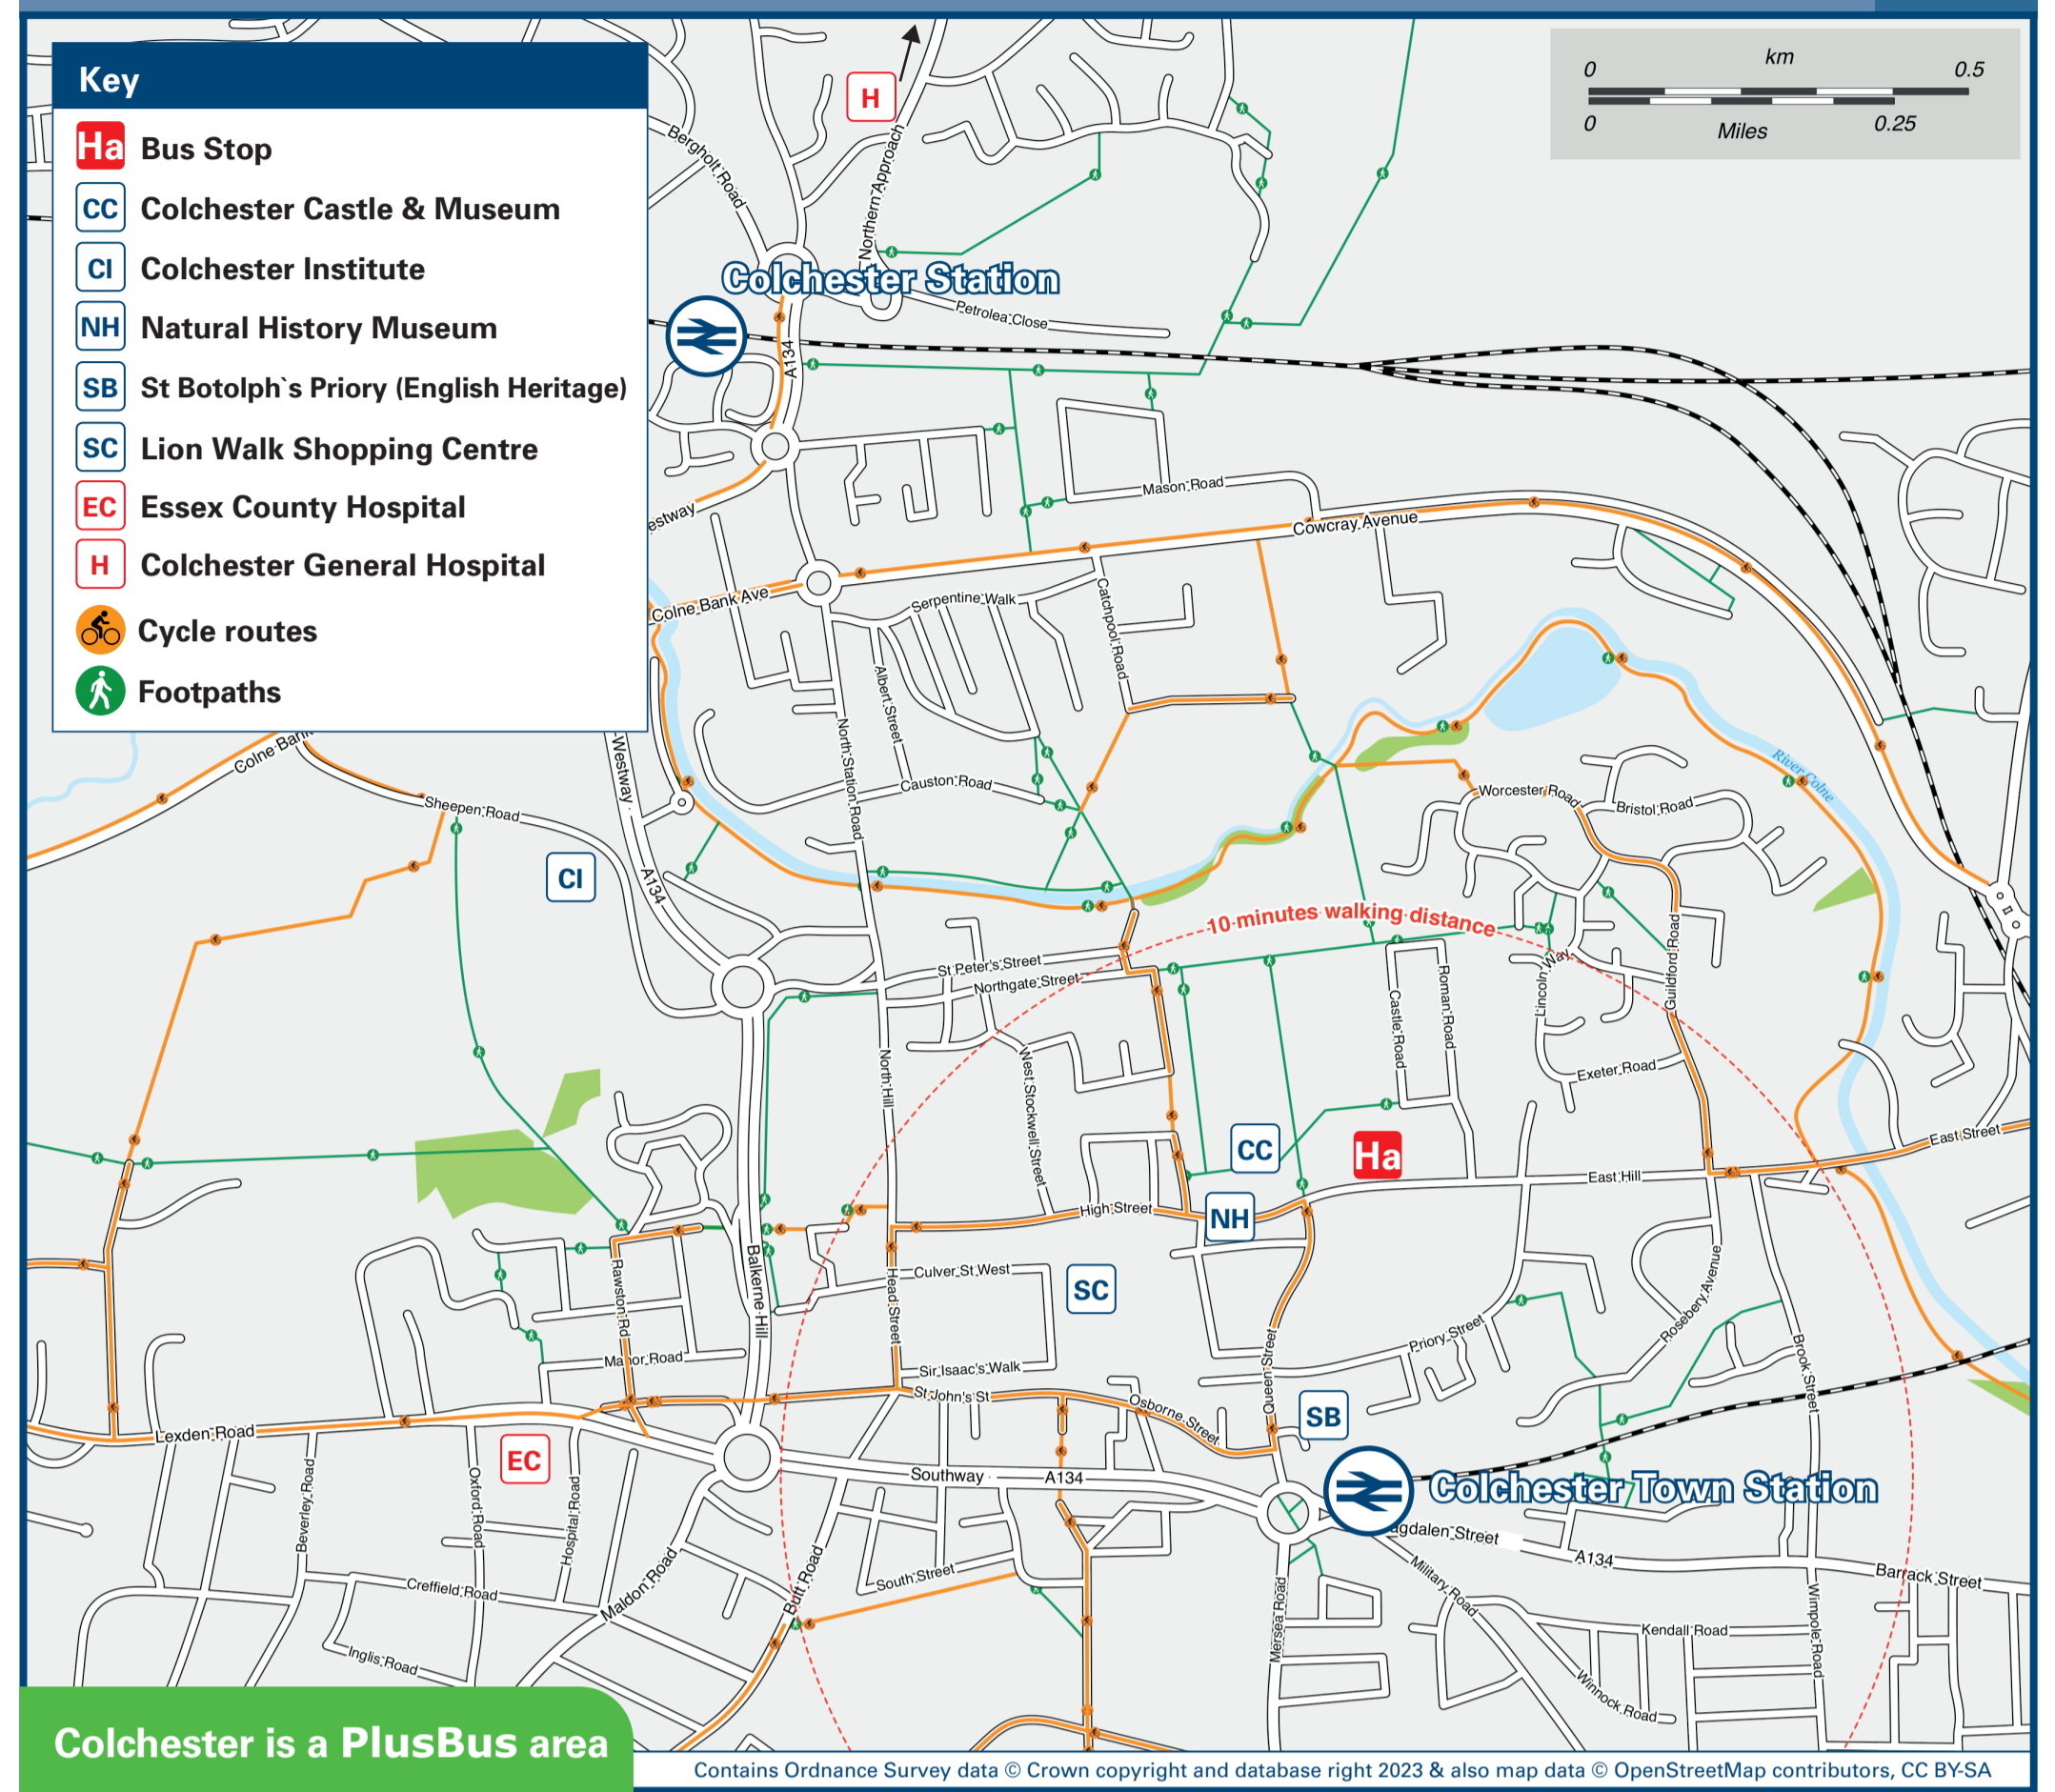 Key
Ha Bus Stop
CC Colchester Castle & Museum
CI Colchester Institute
NH Natural History Museum
SB St Botolph`s Priory (English Heritage)
SC Lion Walk Shopping Centre
EC Essex County Hospital
H Colchester General Hospital
Cycle routes
Footpaths
km
0 0.5
0 Miles 0.25
H
Bergholt Road
Northern Approach
Colchester Station
Petrolea Close
A134
Mason Road
estway
Cowcray Avenue
Colne Bank Ave
Serpentine Walk
Catchpool Road
Albert Street
North Station Road
Westway
Colne Bank
Causton Road
River Colne
Sheepen Road
Worcester Road
Bristol Road
CI
A134
10 minutes walking distance
St Peter's Street
Northgate Street
Castle Road
Roman Road
Lincoln Way
Guildford Road
North Hill
West Stockwell Street
Exeter Road
CC
Ha
East Street
East Hill
High Street
NH
Balkerne Hill
Rawston Rd
Culver St West
Head Street
SC
Rosebery Avenue
Priory Street
Queen Street
Brook Street
Manor Road
Sir Isaac's Walk
St John's St
Osborne Street
SB
Lexden Road
EC
Southway
A134
Colchester Town Station
agdalen Street
A134
Barrack Street
Beverley Road
Oxford Road
Hospital Road
Creffield Road
Maldon Road
Butt Road
South Street
Mersea Road
Military Road
Wimpole Road
Kendall Road
Winnock Road
Inglis Road
Colchester is a PlusBus area
Contains Ordnance Survey data © Crown copyright and database right 2023 & also map data © OpenStreetMap contributors, CC BY-SA